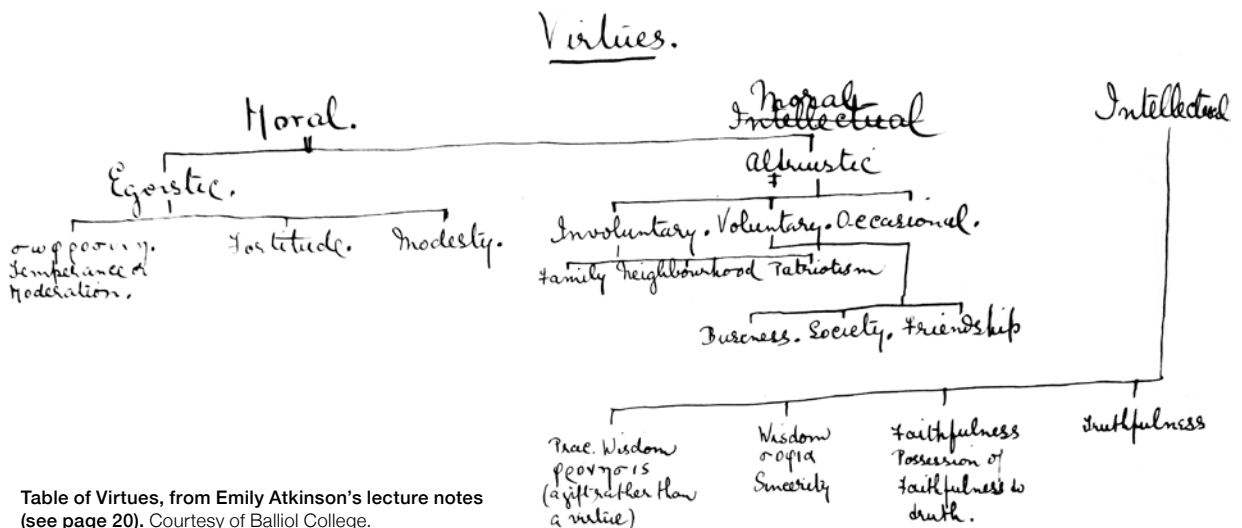 Virtues.
Moral.
Moral
Intellectual
Intellectual
Egoistic.
Altruistic
σωφροσυνη.
Temperance or
Moderation.
Fortitude.
Modesty.
Involuntary. Voluntary. Occasional.
Family Neighbourhood Patriotism
Business. Society. Friendship
Prac. Wisdom
φρονησις
(a gift rather than
a virtue)
Wisdom
σοφια
Sincerity
Faithfulness
Possession of
Faithfulness to
truth.
Truthfulness
Table of Virtues, from Emily Atkinson’s lecture notes
(see page 20). Courtesy of Balliol College.